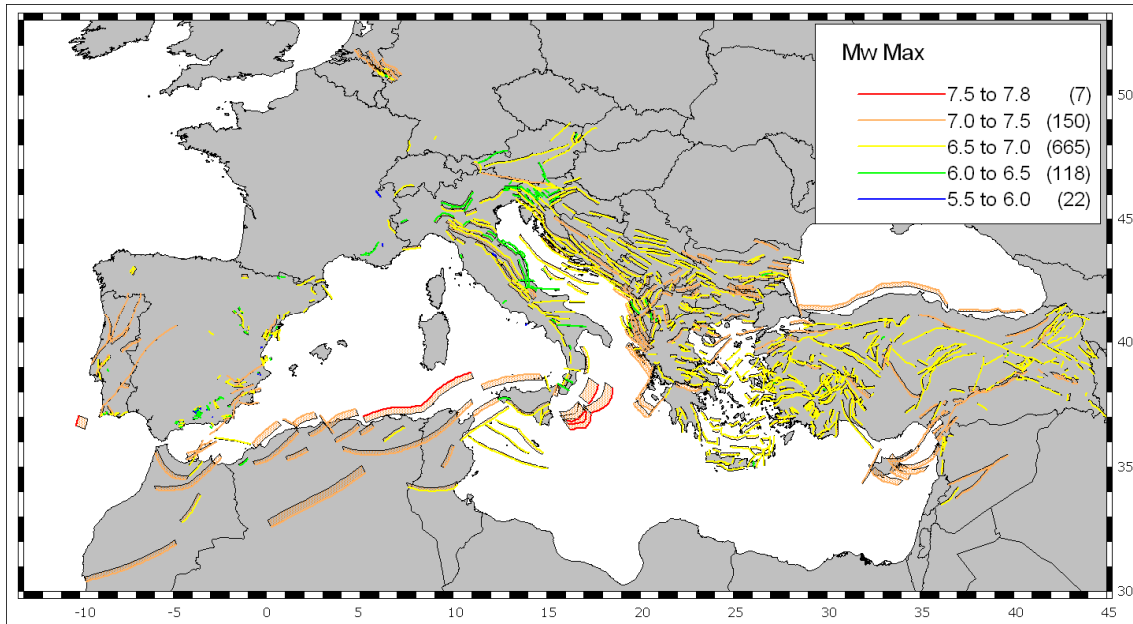 Mw Max
7.5 to 7.8 (7)
7.0 to 7.5 (150)
6.5 to 7.0 (665)
6.0 to 6.5 (118)
5.5 to 6.0 (22)
50
45
40
35
30
-10 -5 0 5 10 15 20 25 30 35 40 45